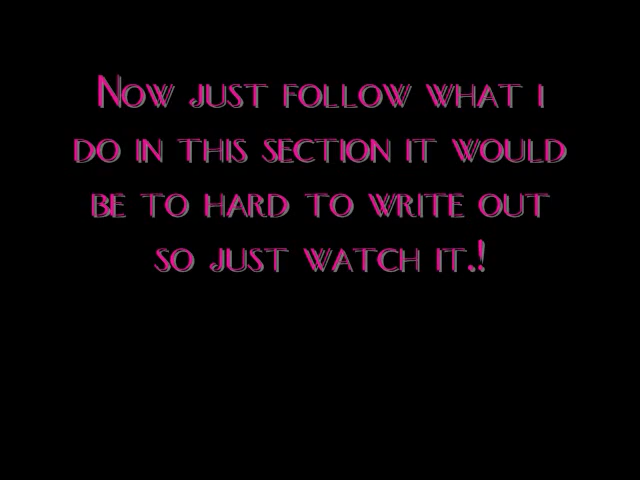 Now just follow what i
do in this section it would
be to hard to write out
so just watch it.!